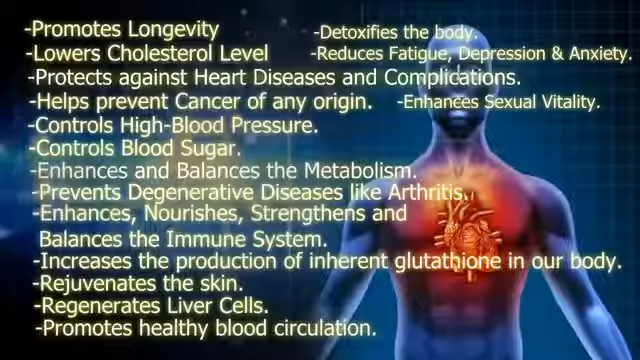 -Promotes Longevity
-Detoxifies the body.
-Lowers Cholesterol Level
-Reduces Fatigue, Depression & Anxiety.
-Protects against Heart Diseases and Complications.
-Helps prevent Cancer of any origin.
-Enhances Sexual Vitality.
-Controls High-Blood Pressure.
-Controls Blood Sugar.
-Enhances and Balances the Metabolism.
-Prevents Degenerative Diseases like Arthritis.
-Enhances, Nourishes, Strengthens and
Balances the Immune System.
-Increases the production of inherent glutathione in our body.
-Rejuvenates the skin.
-Regenerates Liver Cells.
-Promotes healthy blood circulation.